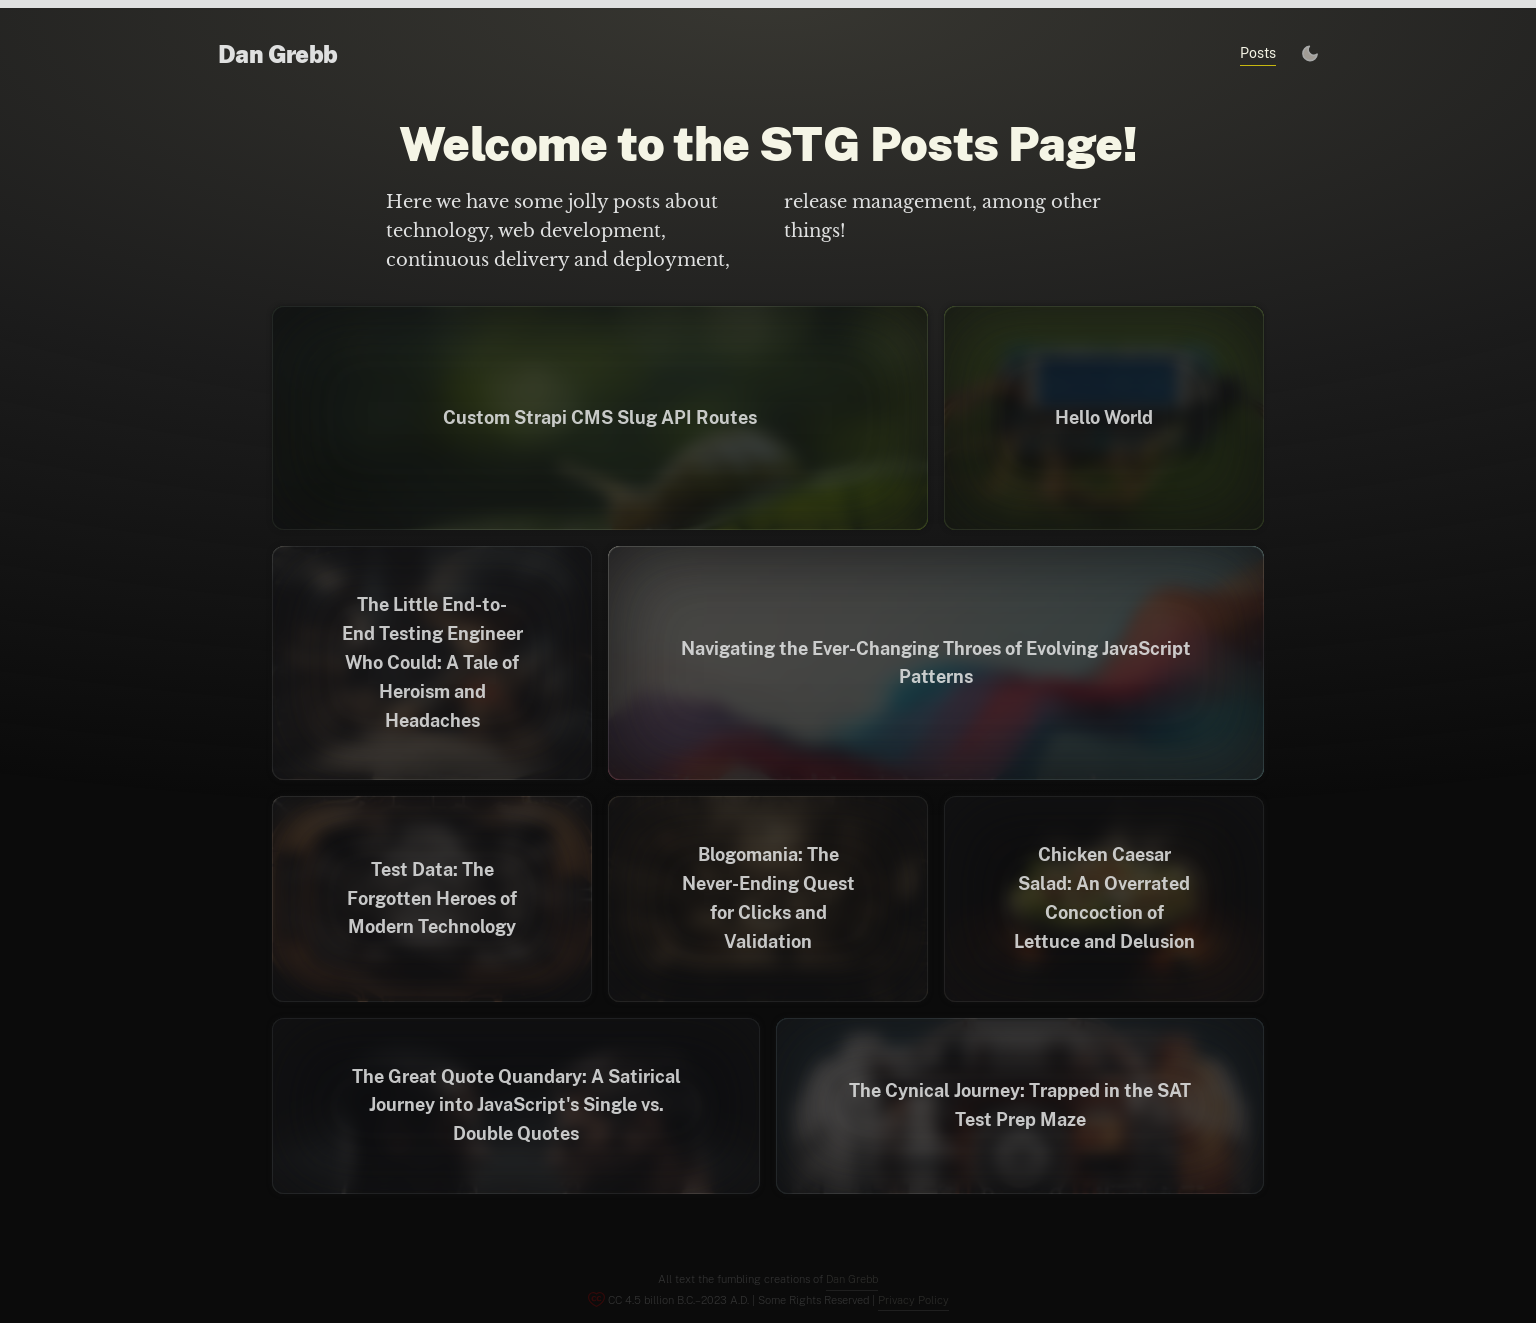 Dan Grebb
Posts
Welcome to the STG Posts Page!
Here we have some jolly posts about
technology, web development,
continuous delivery and deployment,
release management, among other
things!
Custom Strapi CMS Slug API Routes
Hello World
The Little End-to-
End Testing Engineer
Who Could: A Tale of
Heroism and
Headaches
Navigating the Ever-Changing Throes of Evolving JavaScript
Patterns
Test Data: The
Forgotten Heroes of
Modern Technology
Blogomania: The
Never-Ending Quest
for Clicks and
Validation
Chicken Caesar
Salad: An Overrated
Concoction of
Lettuce and Delusion
The Great Quote Quandary: A Satirical
Journey into JavaScript's Single vs.
Double Quotes
The Cynical Journey: Trapped in the SAT
Test Prep Maze
All text the fumbling creations of Dan Grebb
CC 4.5 billion B.C.–2023 A.D. | Some Rights Reserved | Privacy Policy